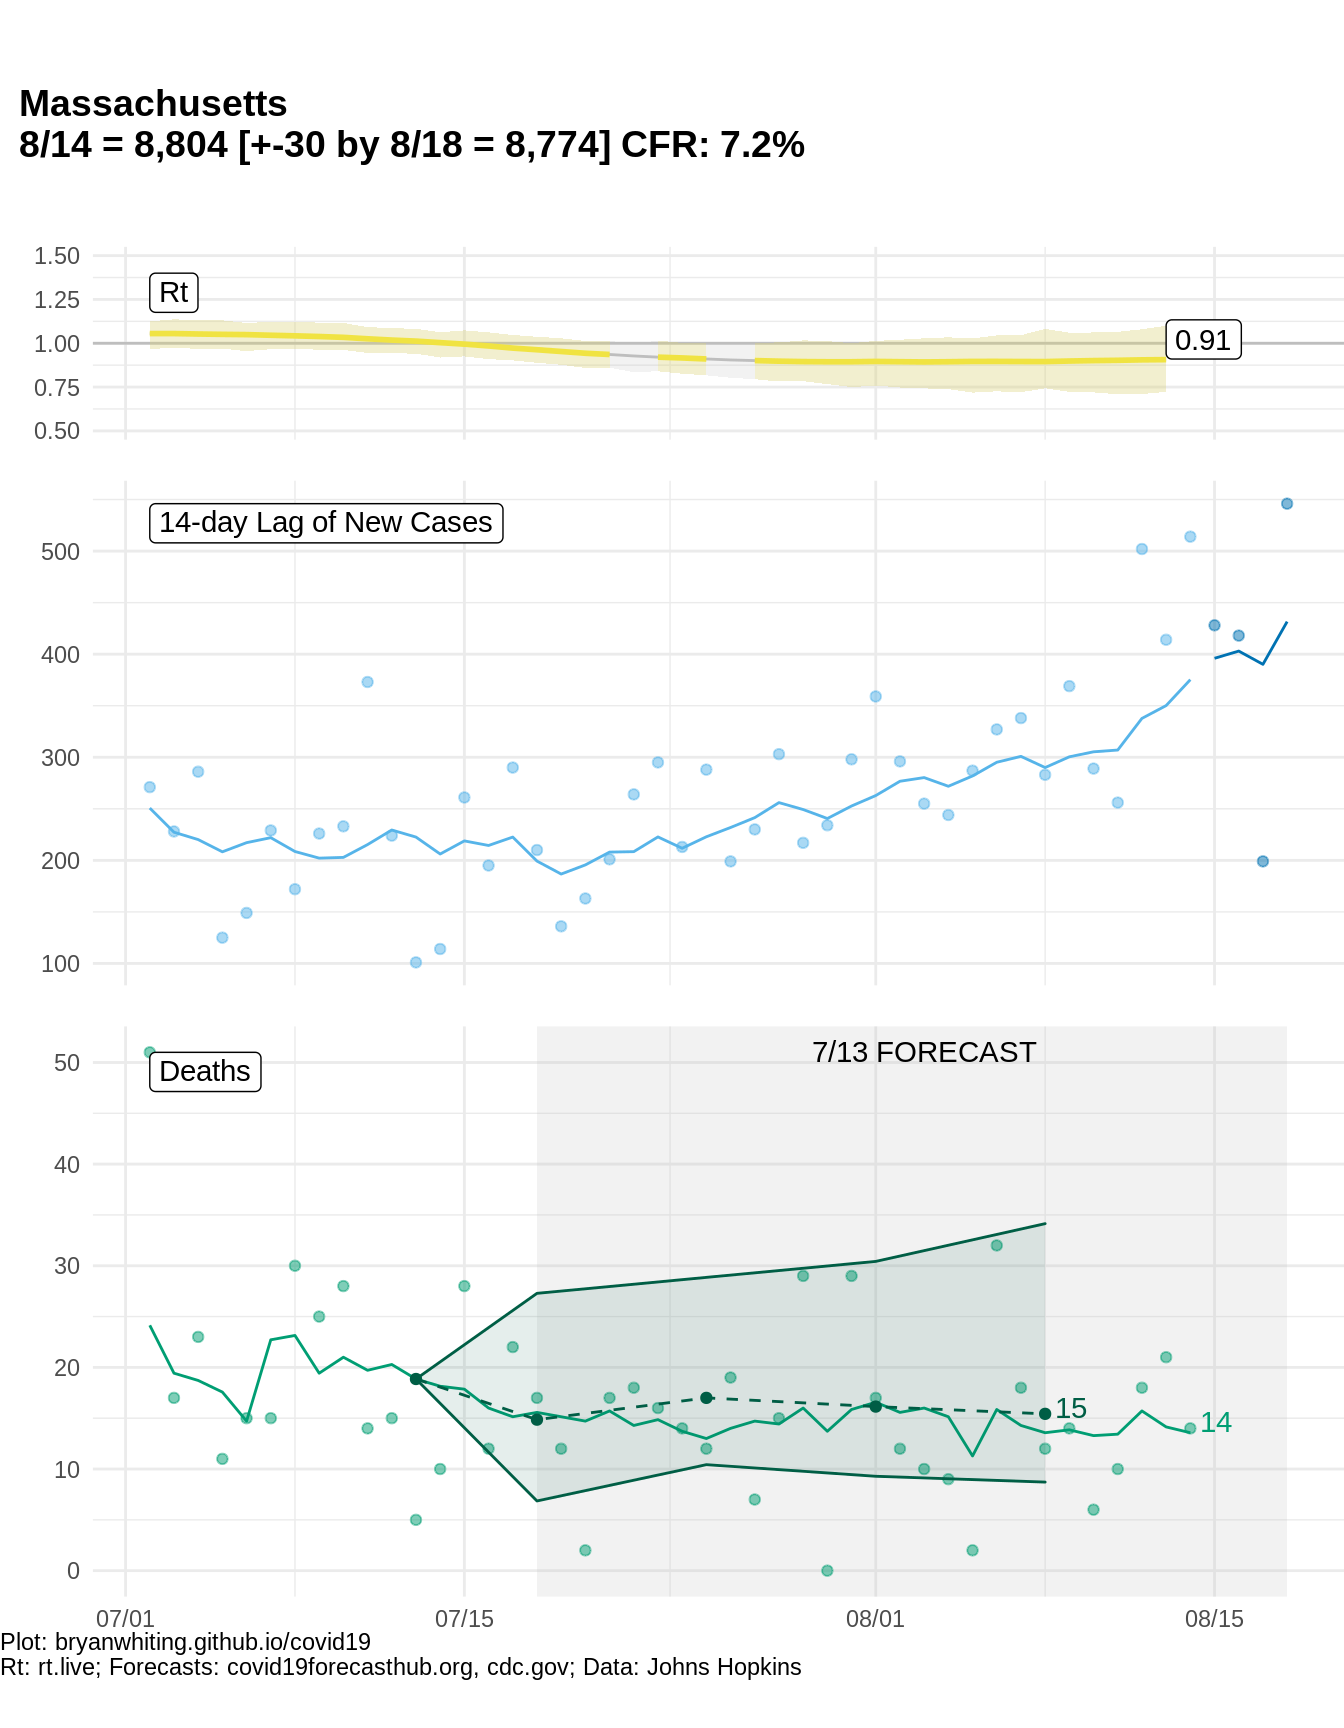 Massachusetts
8/14 = 8,804 [+-30 by 8/18 = 8,774] CFR: 7.2%
1.50
Rt
1.25
1.00
0.91
0.75
0.50
14-day Lag of New Cases
500
400
300
200
100
7/13 FORECAST
50
Deaths
40
30
20
15
14
10
0
07/01 07/15 08/01 08/15
Plot: bryanwhiting.github.io/covid19
Rt: rt.live; Forecasts: covid19forecasthub.org, cdc.gov; Data: Johns Hopkins